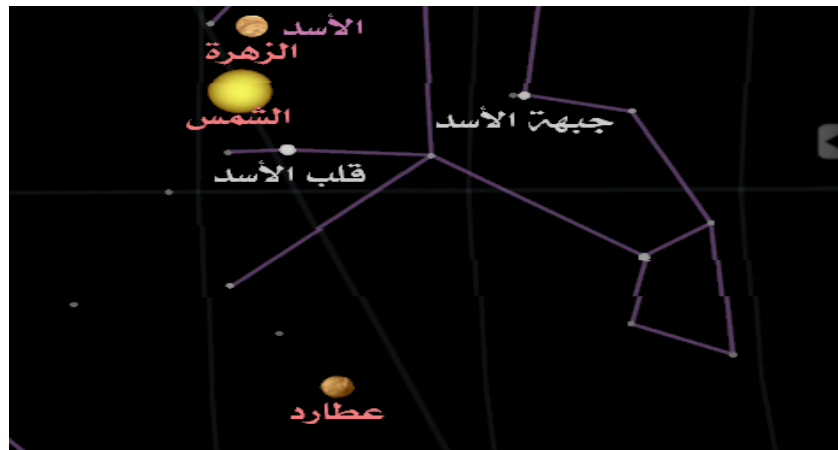 الأسد
الزهرة
الشمس
جبهة الأسد
قلب الأسد
عطارد